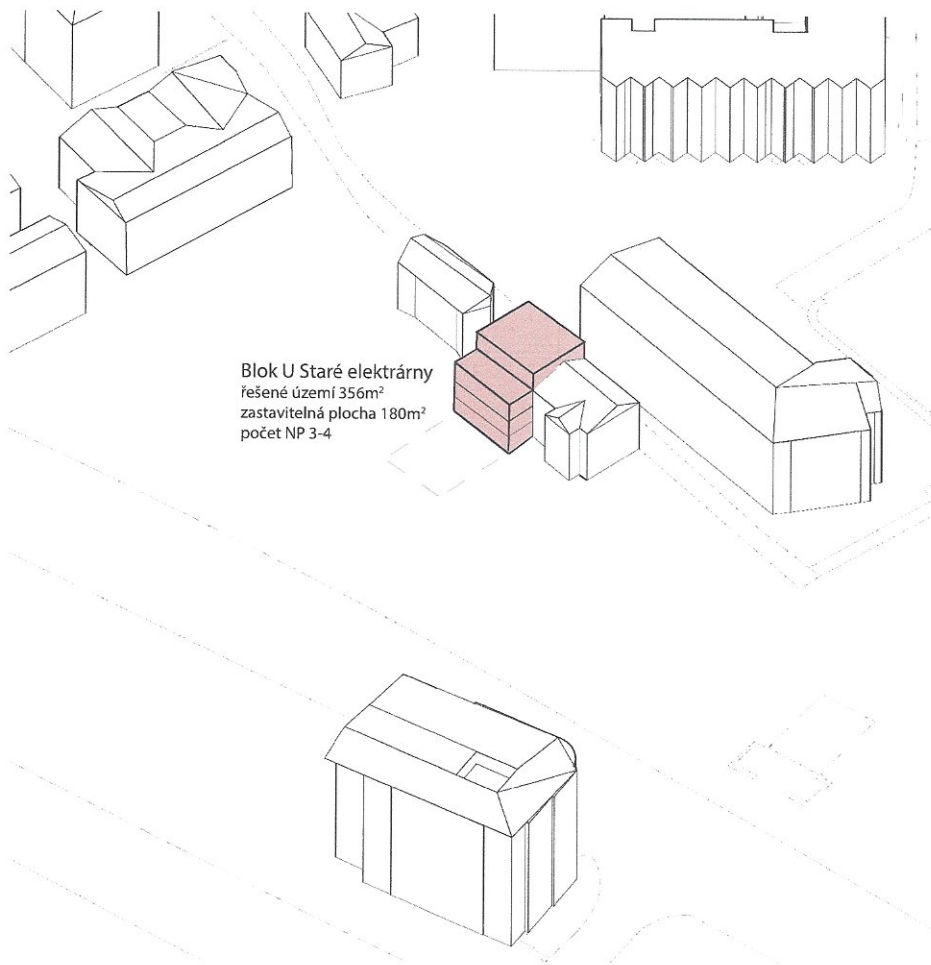 Blok U Staré elektrárny
řešené území 356m²
zastavitelná plocha 180m²
počet NP 3-4